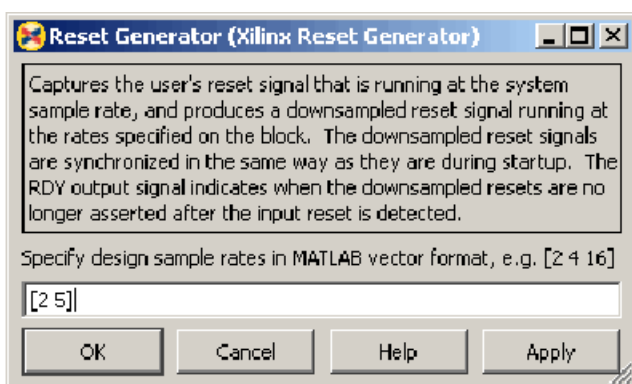 Reset Generator (Xilinx Reset Generator)
Captures the user's reset signal that is running at the system
sample rate, and produces a downsampled reset signal running at
the rates specified on the block. The downsampled reset signals
are synchronized in the same way as they are during startup. The
RDY output signal indicates when the downsampled resets are no
longer asserted after the input reset is detected.
Specify design sample rates in MATLAB vector format, e.g. [2 4 16]
[2 5]
OK Cancel Help Apply